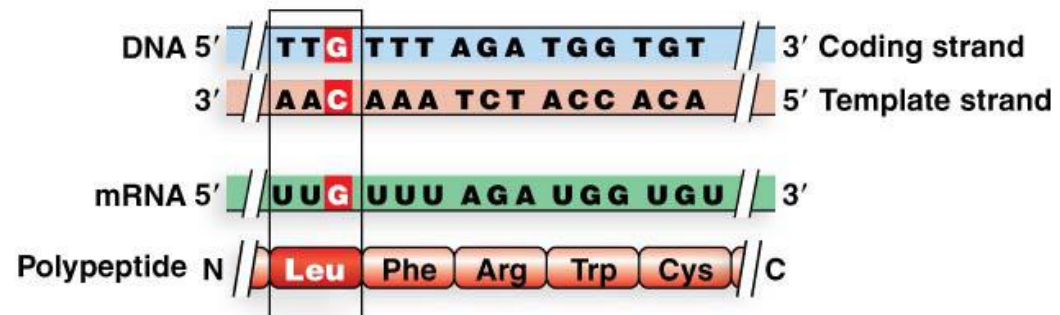 DNA 5′ TTG TTT AGA TGG TGT 3′ Coding strand
3′ AAC AAA TCT ACC ACA 5′ Template strand
mRNA 5′ UUG UUU AGA UGG UGU 3′
Polypeptide N Leu Phe Arg Trp Cys C